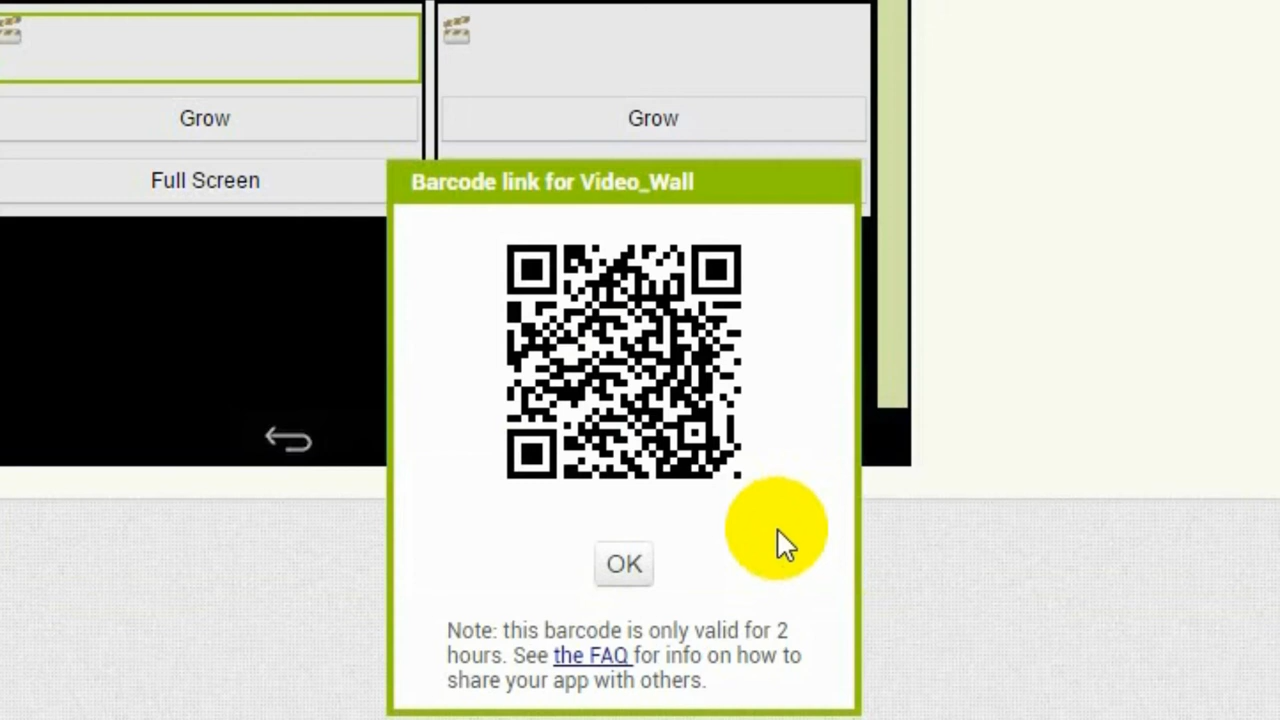 Grow
Grow
Full Screen
Barcode link for Video_Wall
OK
Note: this barcode is only valid for 2
hours. See the FAQ for info on how to
share your app with others.